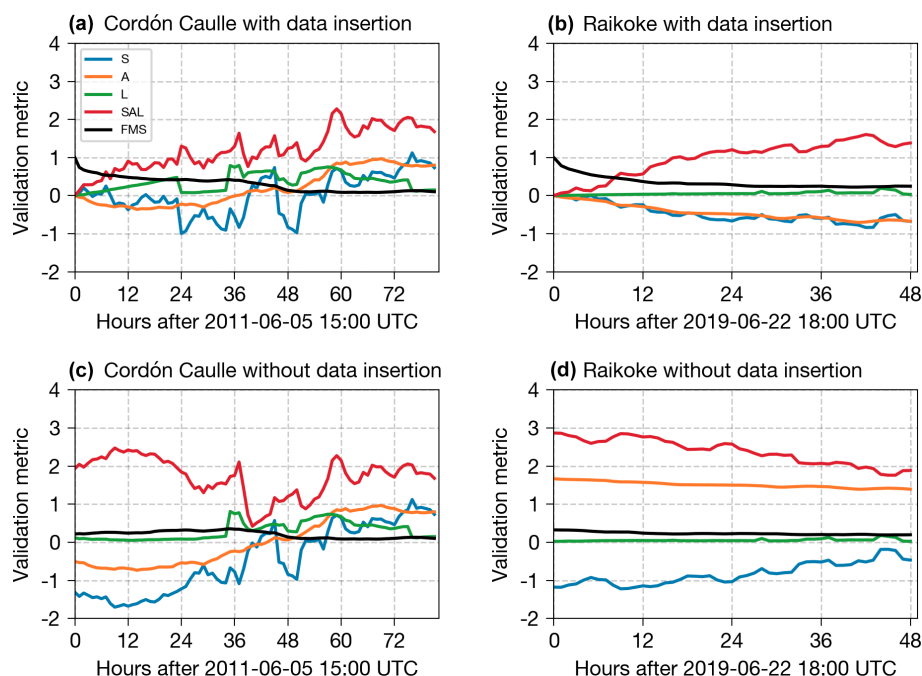 (a) Cordón Caulle with data insertion
4
3
2
1
0
-1
-2
Validation metric
S
A
L
SAL
FMS
0 12 24 36 48 60 72
Hours after 2011-06-05 15:00 UTC
(b) Raikoke with data insertion
4
3
2
1
0
-1
-2
Validation metric
0 12 24 36 48
Hours after 2019-06-22 18:00 UTC
(c) Cordón Caulle without data insertion
4
3
2
1
0
-1
-2
Validation metric
0 12 24 36 48 60 72
Hours after 2011-06-05 15:00 UTC
(d) Raikoke without data insertion
4
3
2
1
0
-1
-2
Validation metric
0 12 24 36 48
Hours after 2019-06-22 18:00 UTC